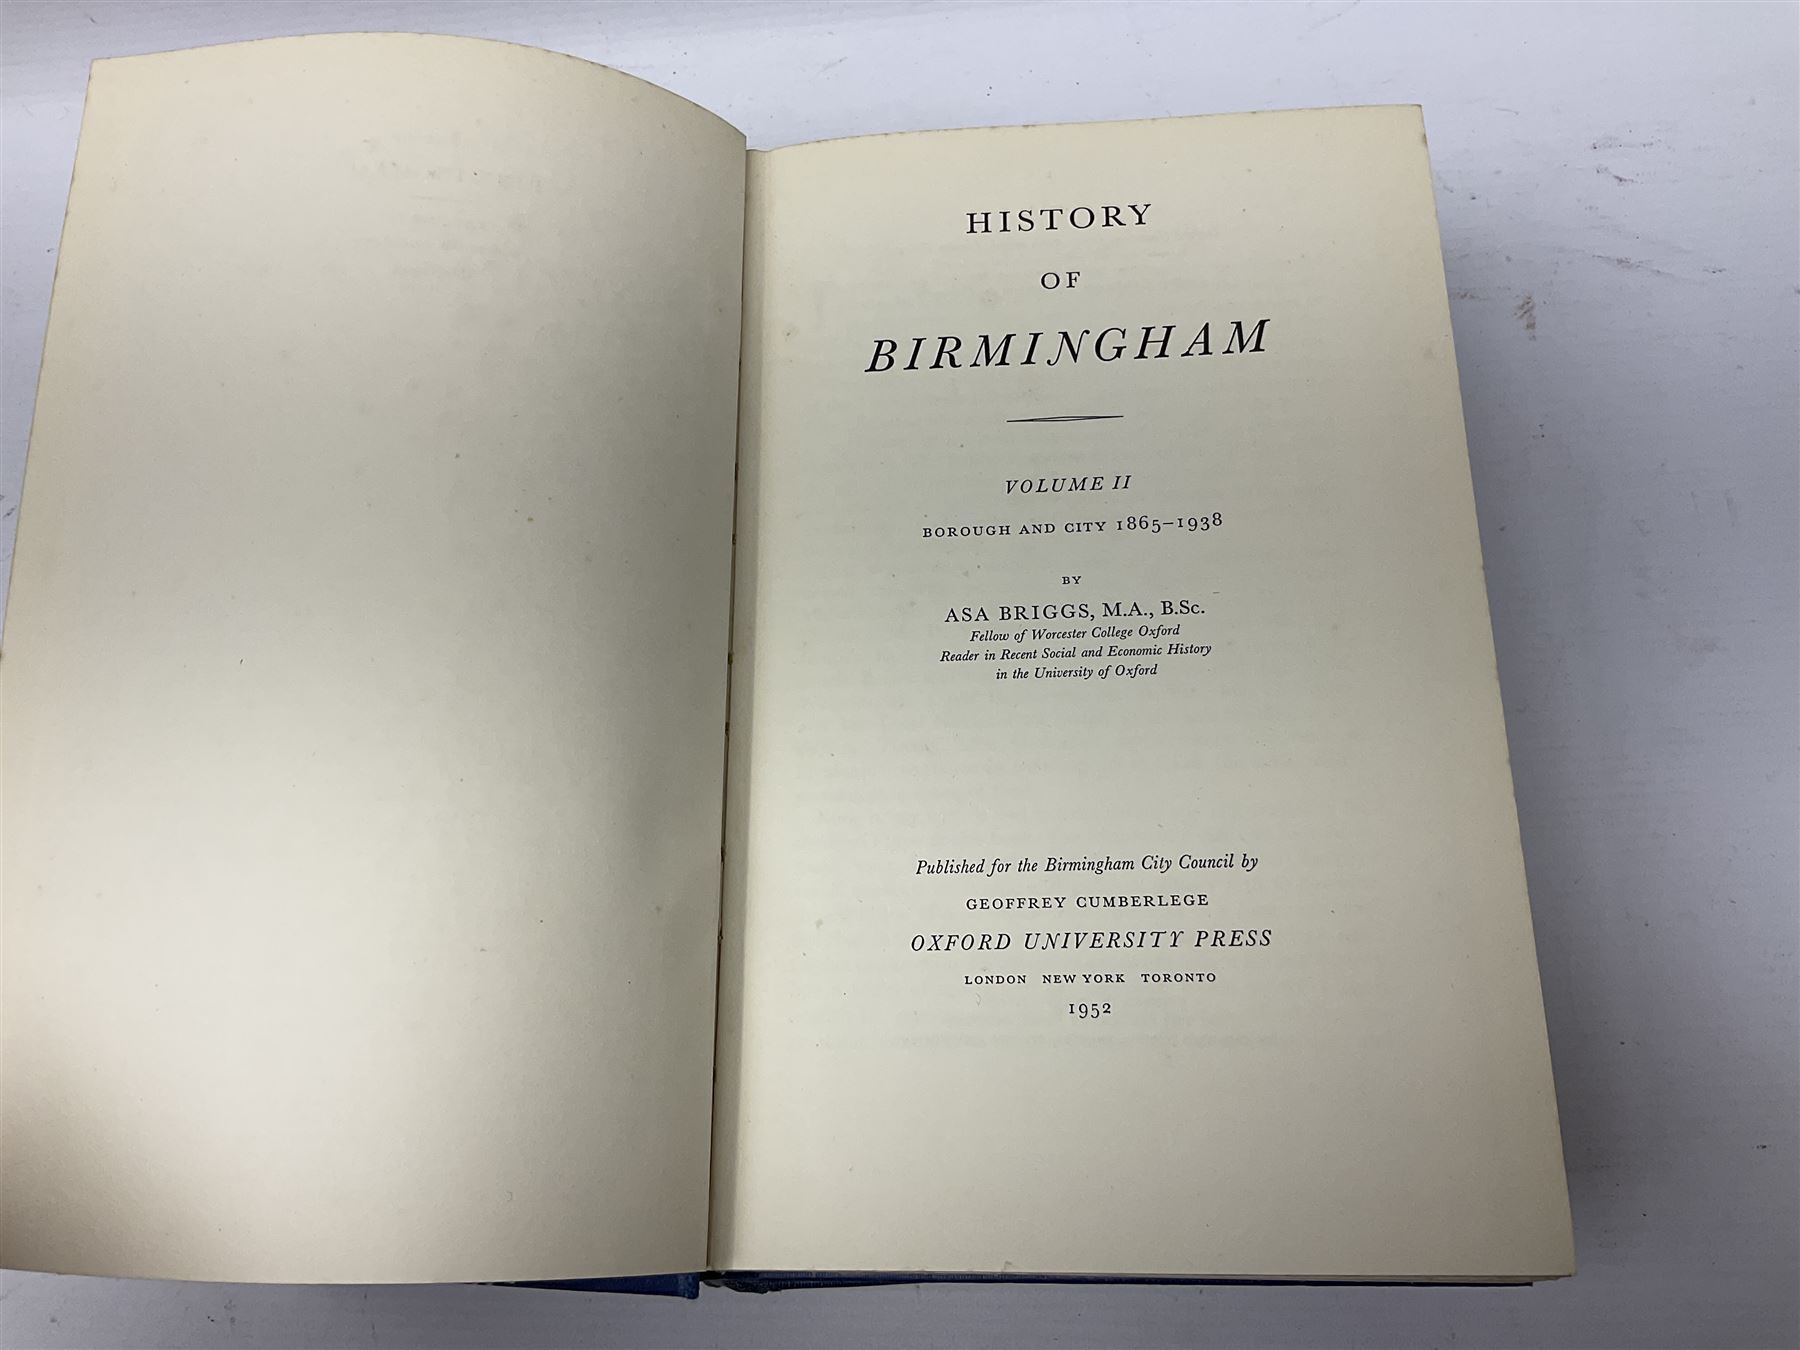 HISTORY
OF
BIRMINGHAM
VOLUME II
BOROUGH AND CITY 1865–1938
BY
ASA BRIGGS, M.A., B.Sc.
Fellow of Worcester College Oxford
Reader in Recent Social and Economic History
in the University of Oxford
Published for the Birmingham City Council by
GEOFFREY CUMBERLEGE
OXFORD UNIVERSITY PRESS
LONDON NEW YORK TORONTO
1952